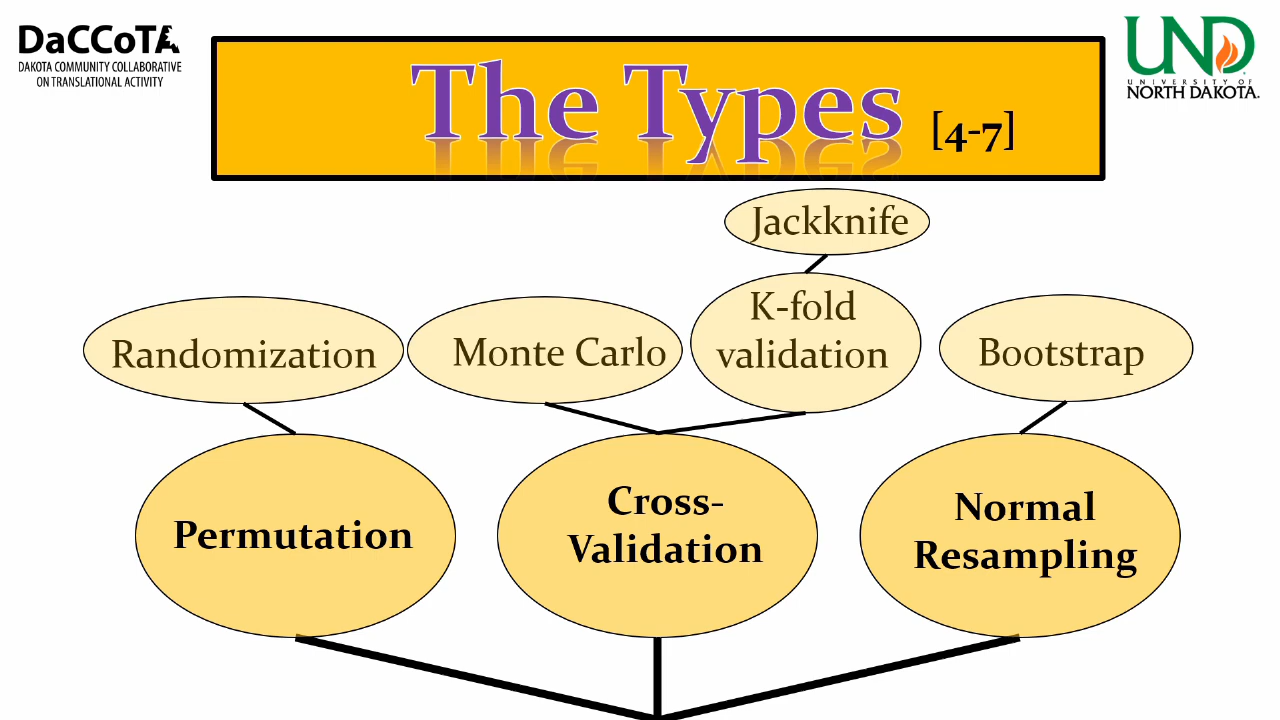 DaCCoTA
DAKOTA COMMUNITY COLLABORATIVE
ON TRANSLATIONAL ACTIVITY
The Types [4-7]
UND
UNIVERSITY OF
NORTH DAKOTA.
Jackknife
K-fold
validation
Randomization
Monte Carlo
Bootstrap
Permutation
Cross-
Validation
Normal
Resampling